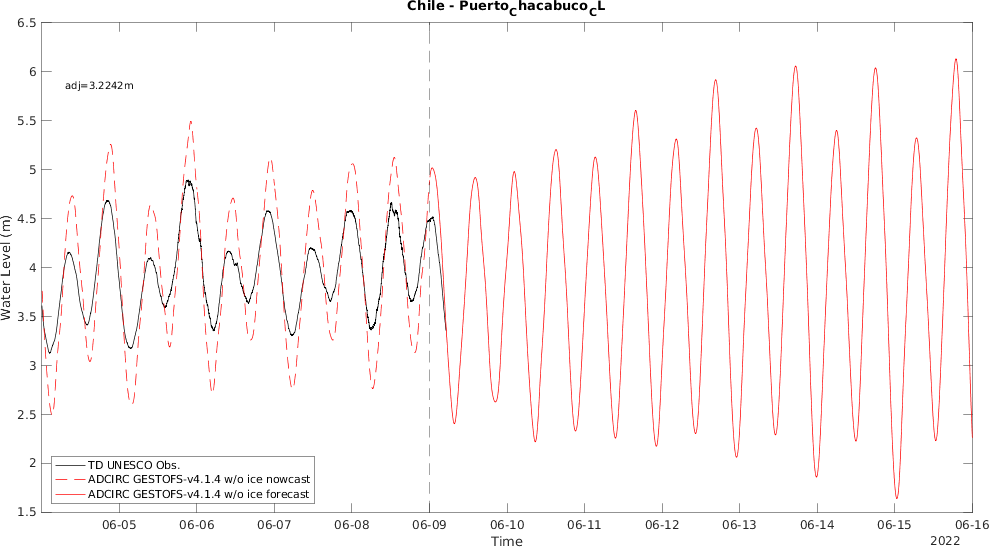 Chile - Puerto_Chacabuco_CL
6.5
6
5.5
5
4.5
4
3.5
3
2.5
2
1.5
Water Level (m)
adj=3.2242m
TD UNESCO Obs.
ADCIRC GESTOFS-v4.1.4 w/o ice nowcast
ADCIRC GESTOFS-v4.1.4 w/o ice forecast
06-05 06-06 06-07 06-08 06-09 06-10 06-11 06-12 06-13 06-14 06-15 06-16
Time
2022